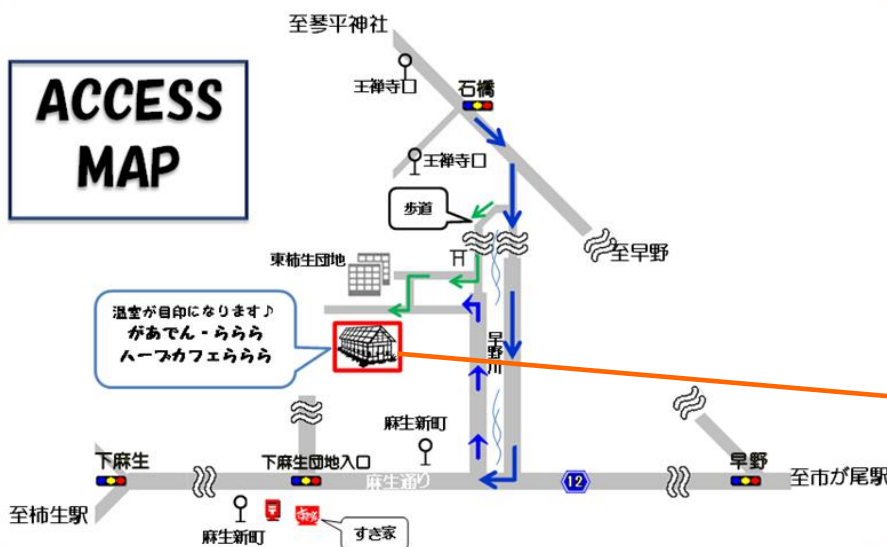 ACCESS
MAP
至琴平神社
王禅寺口
石橋
王禅寺口
歩道
至早野
東柿生団地
温室が目印になります♪
があでん・ららら
ハーブカフェららら
早野川
麻生新町
下麻生
下麻生団地入口
麻生通り
12
早野
至市が尾駅
至柿生駅
麻生新町
〒
すき家
すき家